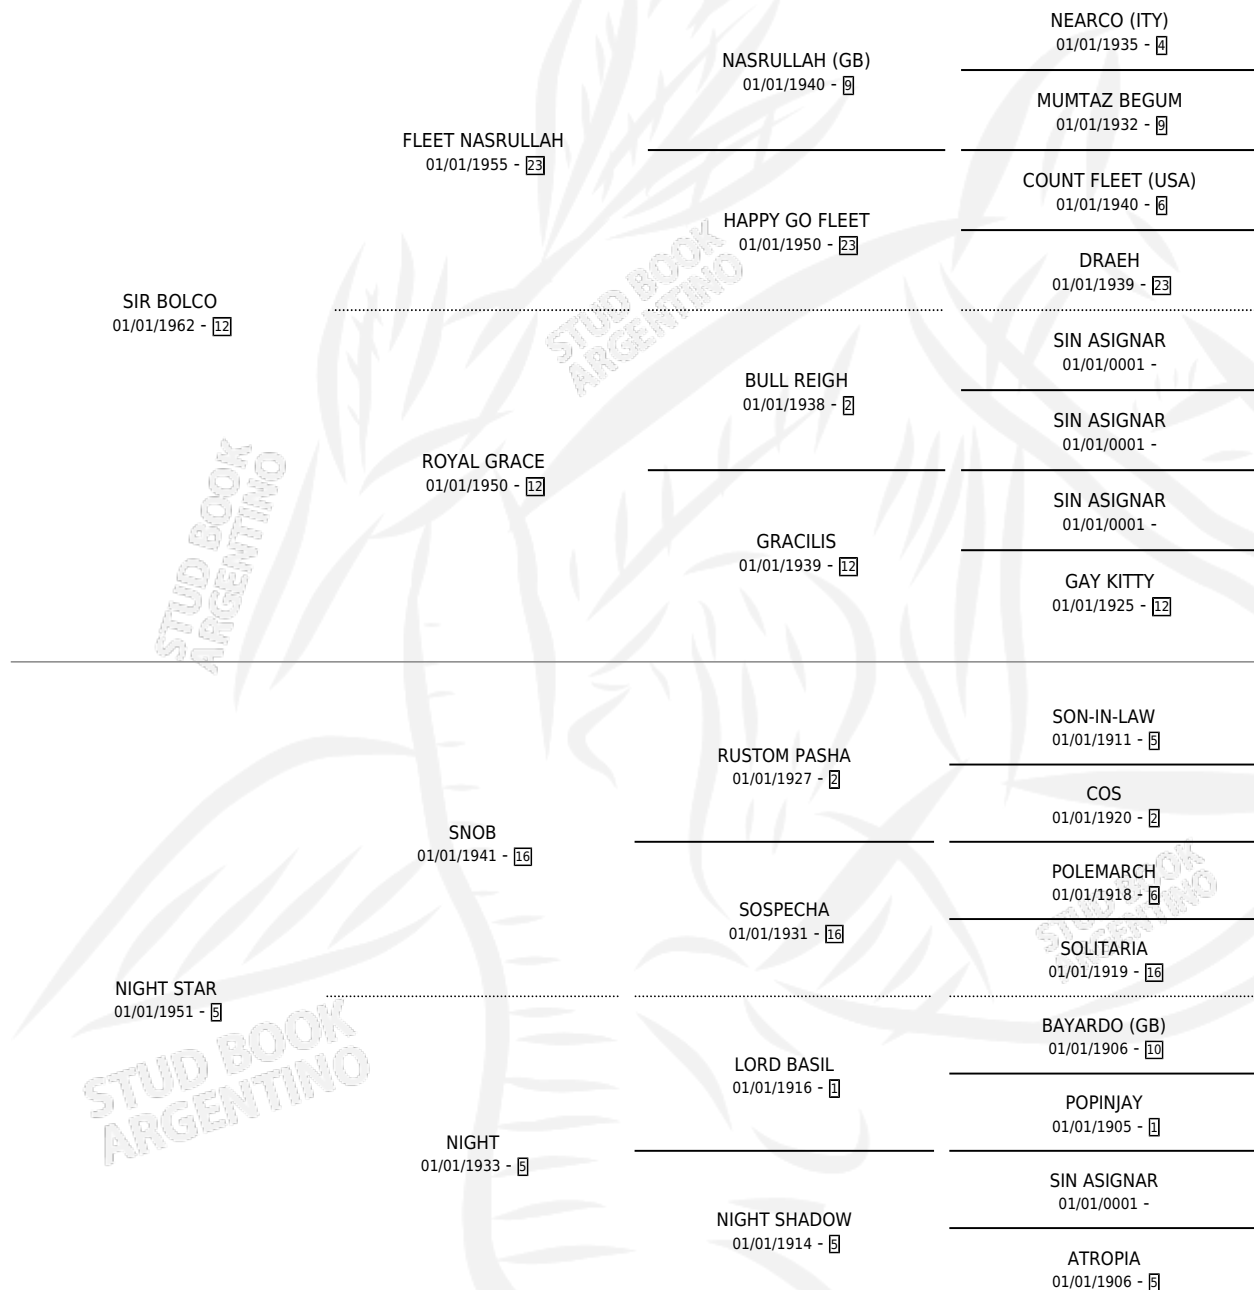 NEARCO (ITY)
01/01/1935 - 4
NASRULLAH (GB)
01/01/1940 - 9
MUMTAZ BEGUM
01/01/1932 - 9
FLEET NASRULLAH
01/01/1955 - 23
COUNT FLEET (USA)
01/01/1940 - 6
HAPPY GO FLEET
01/01/1950 - 23
DRAEH
01/01/1939 - 23
SIR BOLCO
01/01/1962 - 12
STUD BOOK
ARGENTINO
SIN ASIGNAR
01/01/0001 -
BULL REIGH
01/01/1938 - 2
SIN ASIGNAR
01/01/0001 -
ROYAL GRACE
01/01/1950 - 12
SIN ASIGNAR
01/01/0001 -
GRACILIS
01/01/1939 - 12
GAY KITTY
01/01/1925 - 12
STUD BOOK
ARGENTINO
SON-IN-LAW
01/01/1911 - 5
RUSTOM PASHA
01/01/1927 - 2
COS
01/01/1920 - 2
SNOB
01/01/1941 - 16
POLEMARCH
01/01/1918 - 6
SOSPECHA
01/01/1931 - 16
SOLITARIA
01/01/1919 - 16
STUD BOOK
ARGENTINO
NIGHT STAR
01/01/1951 - 5
BAYARDO (GB)
01/01/1906 - 10
LORD BASIL
01/01/1916 - 1
POPINJAY
01/01/1905 - 1
STUD BOOK
ARGENTINO
NIGHT
01/01/1933 - 5
SIN ASIGNAR
01/01/0001 -
NIGHT SHADOW
01/01/1914 - 5
ATROPIA
01/01/1906 - 5